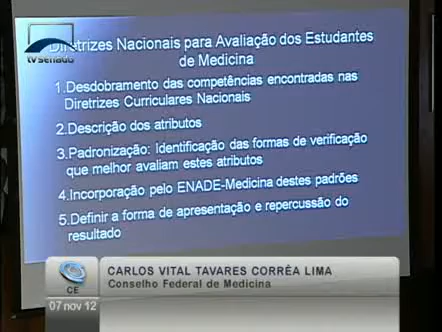 Diretrizes Nacionais para Avaliação dos Estudantes
de Medicina
tv senado
1.Desdobramento das competências encontradas nas
Diretrizes Curriculares Nacionais
2.Descrição dos atributos
3.Padronização: Identificação das formas de verificação
que melhor avaliam estes atributos
4.Incorporação pelo ENADE-Medicina destes padrões
5.Definir a forma de apresentação e repercussão do
resultado
CARLOS VITAL TAVARES CORRÊA LIMA
Conselho Federal de Medicina
CE
07 nov 12